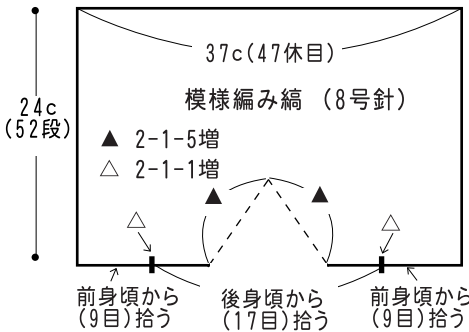 37c(47休目)
模様編み縞 (8号針)
24c
(52段)
▲ 2-1-5増
△ 2-1-1増
▲ ▲
△ △
前身頃から
(9目)拾う
後身頃から
(17目)拾う
前身頃から
(9目)拾う